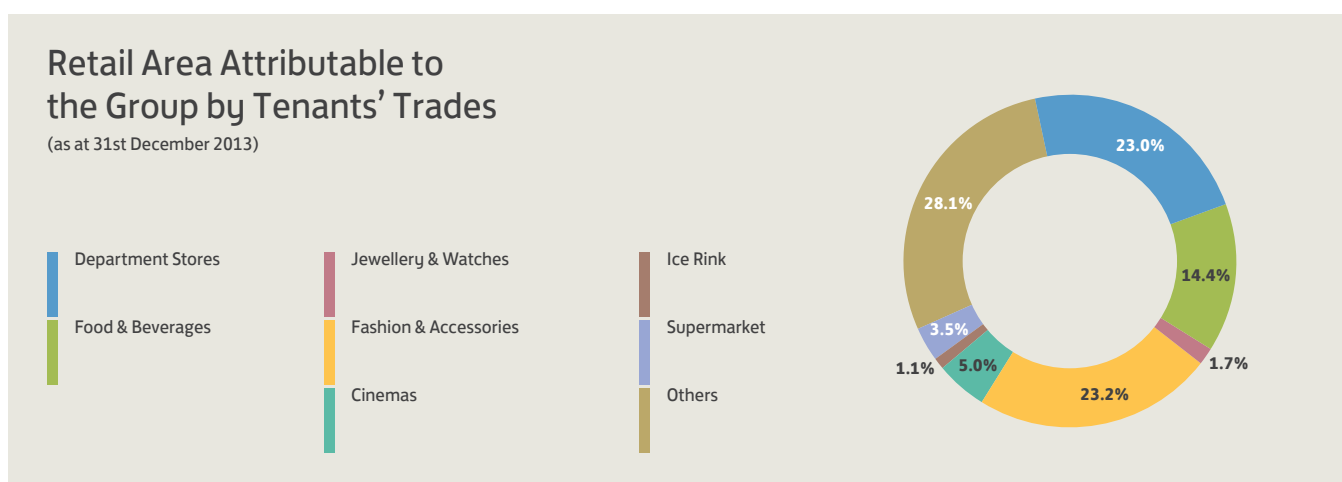 Retail Area Attributable to
the Group by Tenants’ Trades
(as at 31st December 2013)
Department Stores
Food & Beverages
Jewellery & Watches
Fashion & Accessories
Cinemas
Ice Rink
Supermarket
Others
23.0%
14.4%
1.7%
23.2%
5.0%
1.1%
3.5%
28.1%